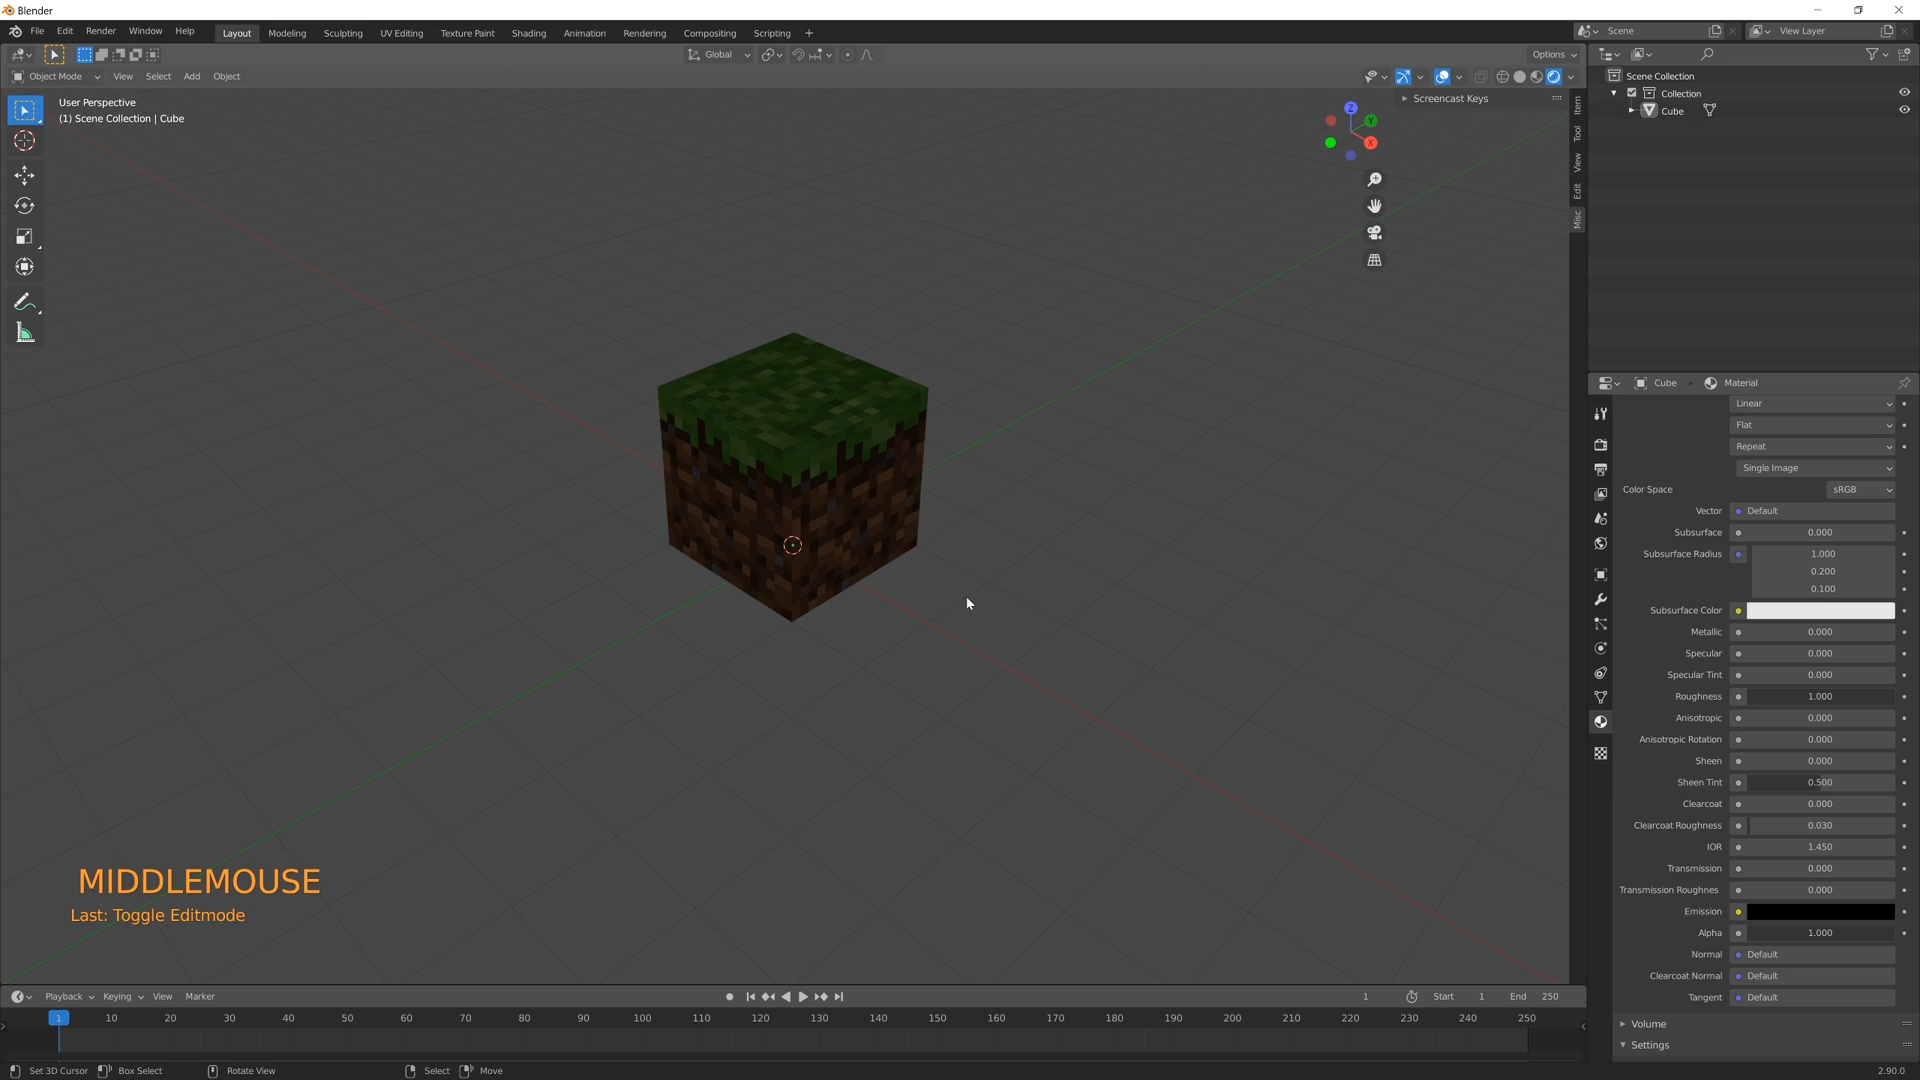 Blender
File Edit Render Window Help
Layout Modeling Sculpting UV Editing Texture Paint Shading Animation Rendering Compositing Scripting +
Scene
View Layer
Global
Options
Object Mode View Select Add Object
User Perspective
(1) Scene Collection | Cube
Screencast Keys
Z
Y
X
Item
Tool
View
Edit
Misc
Scene Collection
Collection
Cube
Cube Material
Linear
Flat
Repeat
Single Image
Color Space sRGB
Vector Default
Subsurface 0.000
Subsurface Radius 1.000
0.200
0.100
Subsurface Color
Metallic 0.000
Specular 0.000
Specular Tint 0.000
Roughness 1.000
Anisotropic 0.000
Anisotropic Rotation 0.000
Sheen 0.000
Sheen Tint 0.500
Clearcoat 0.000
Clearcoat Roughness 0.030
IOR 1.450
Transmission 0.000
Transmission Roughnes 0.000
Emission
Alpha 1.000
Normal Default
Clearcoat Normal Default
Tangent Default
Volume
Settings
MIDDLEMOUSE
Last: Toggle Editmode
Playback Keying View Marker
1 Start 1 End 250
1 10 20 30 40 50 60 70 80 90 100 110 120 130 140 150 160 170 180 190 200 210 220 230 240 250
Set 3D Cursor Box Select Rotate View Select Move
2.90.0